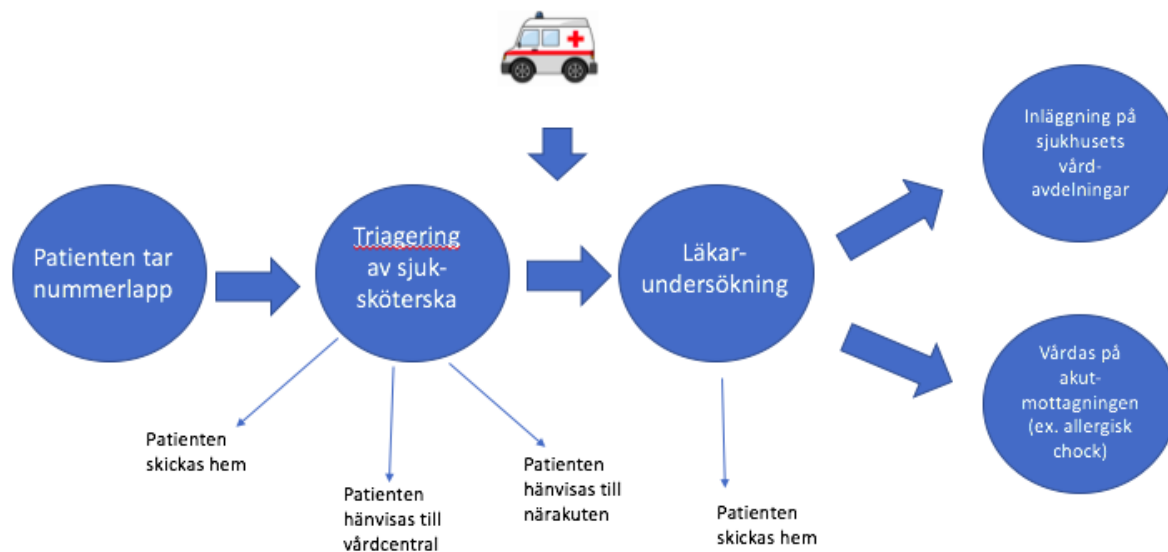 Patienten tar
nummerlapp
Triagering
av sjuk-
sköterska
Läkar-
undersökning
Inläggning på
sjukhusets
vård-
avdelningar
Vårdas på
akut-
mottagningen
(ex. allergisk
chock)
Patienten
skickas hem
Patienten
hänvisas till
vårdcentral
Patienten
hänvisas till
närakuten
Patienten
skickas hem